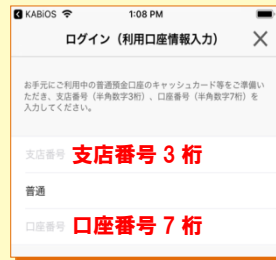 KABiOS 1:08 PM
ログイン（利用口座情報入力）
お手元にご利用中の普通預金口座のキャッシュカード等をご準備い
ただき、支店番号（半角数字3桁）、口座番号（半角数字7桁）を
入力してください。
支店番号 支店番号 3 桁
普通
口座番号 口座番号 7 桁